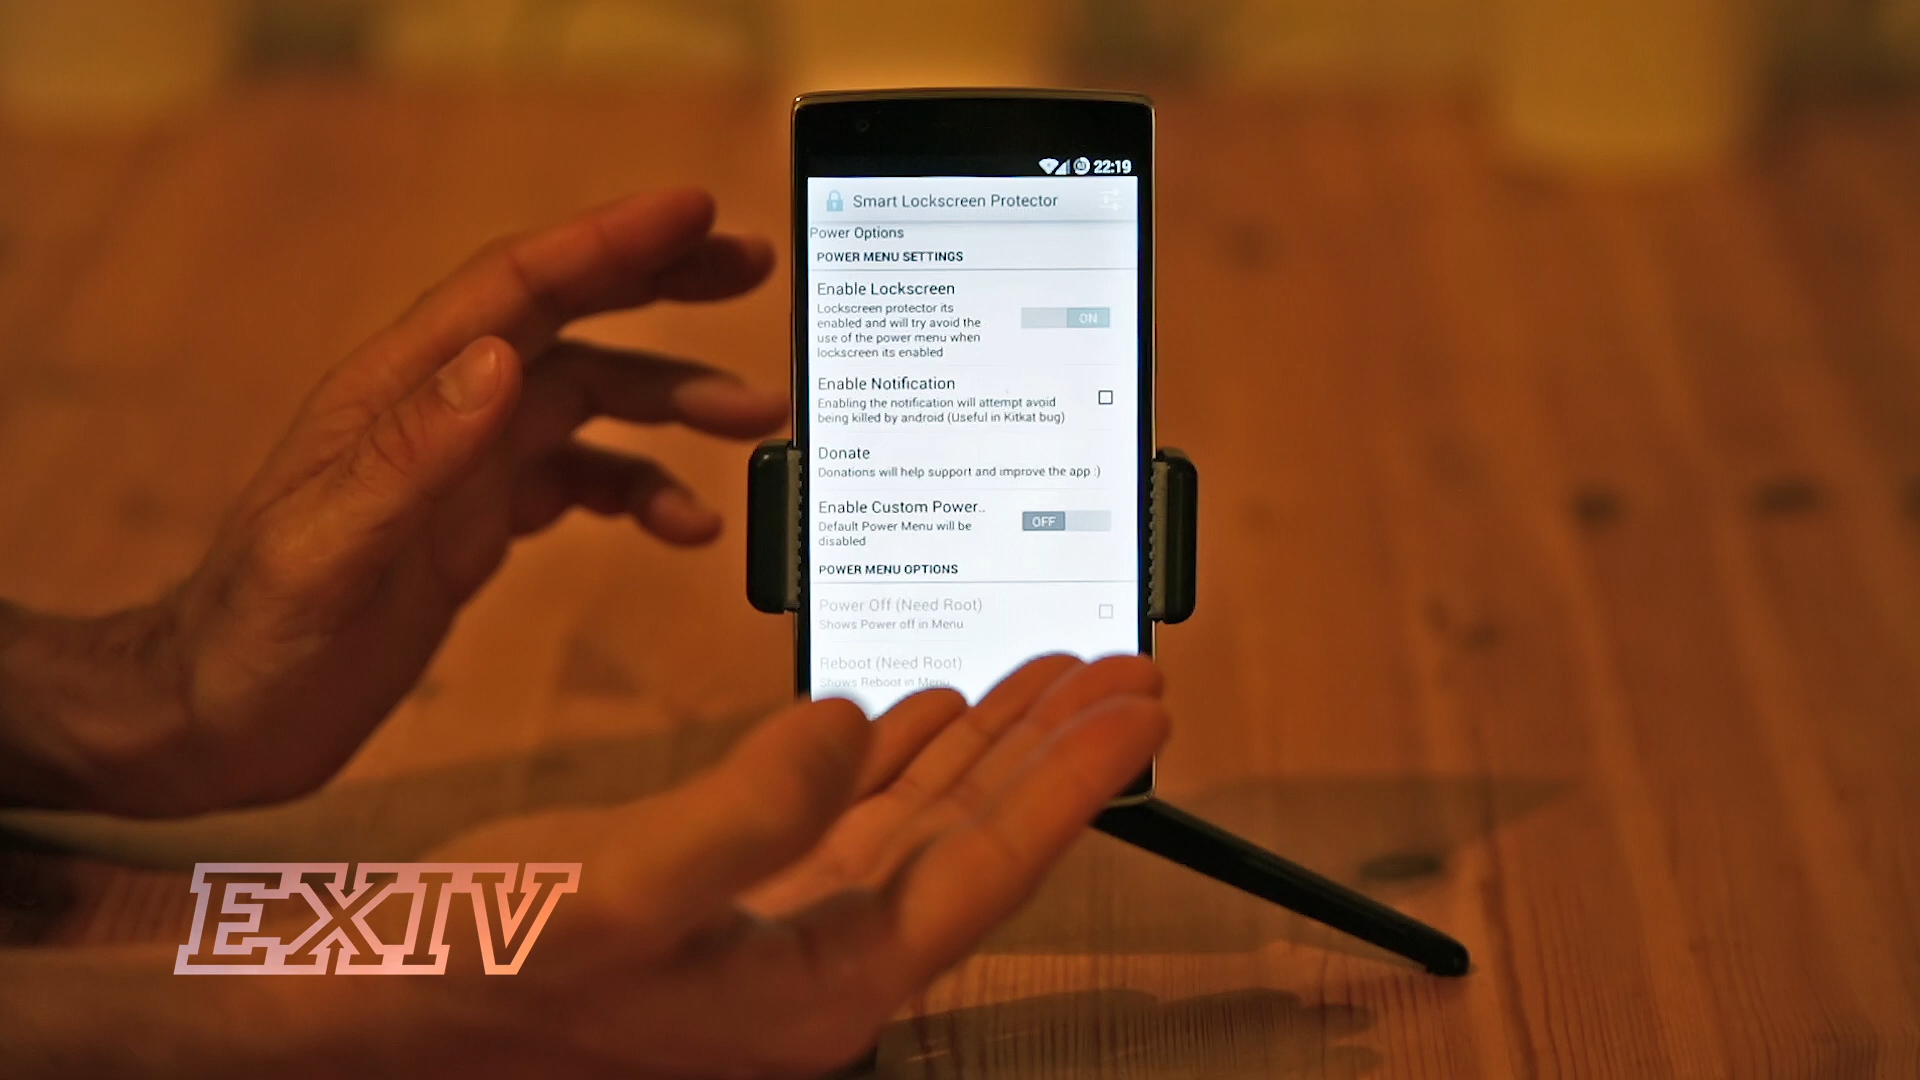 22:19
Smart Lockscreen Protector
Power Options
POWER MENU SETTINGS
Enable Lockscreen
Lockscreen protector its
enabled and will try avoid the
use of the power menu when
lockscreen its enabled
ON
Enable Notification
Enabling the notification will attempt avoid
being killed by android (Useful in Kitkat bug)
Donate
Donations will help support and improve the app :)
Enable Custom Power..
Default Power Menu will be
disabled
OFF
POWER MENU OPTIONS
Power Off (Need Root)
Shows Power off in Menu
Reboot (Need Root)
Shows Reboot in Menu
EXIV